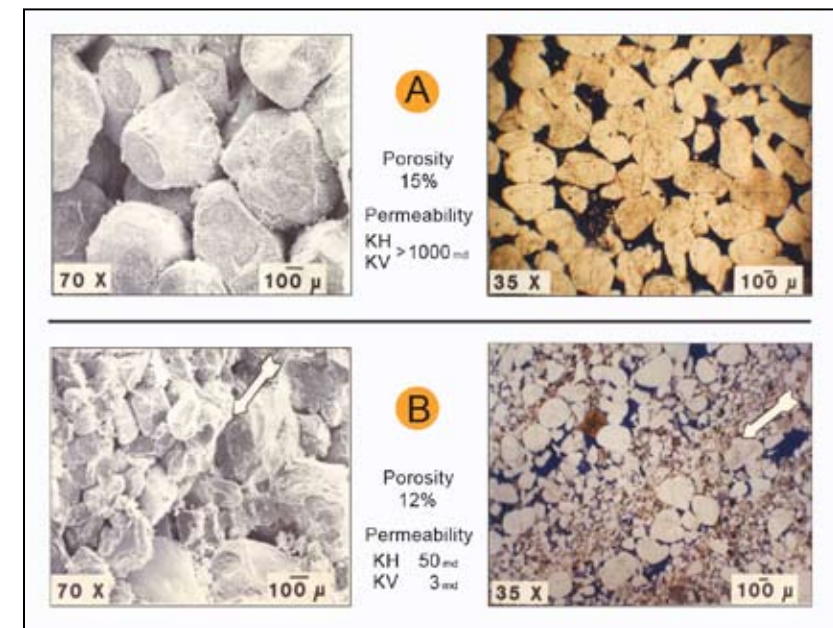 A
Porosity
15%
Permeability
KH
KV > 1000 md
70 X 100 μ
35 X 100 μ
B
Porosity
12%
Permeability
KH 50 md
KV 3 md
70 X 100 μ
35 X 100 μ